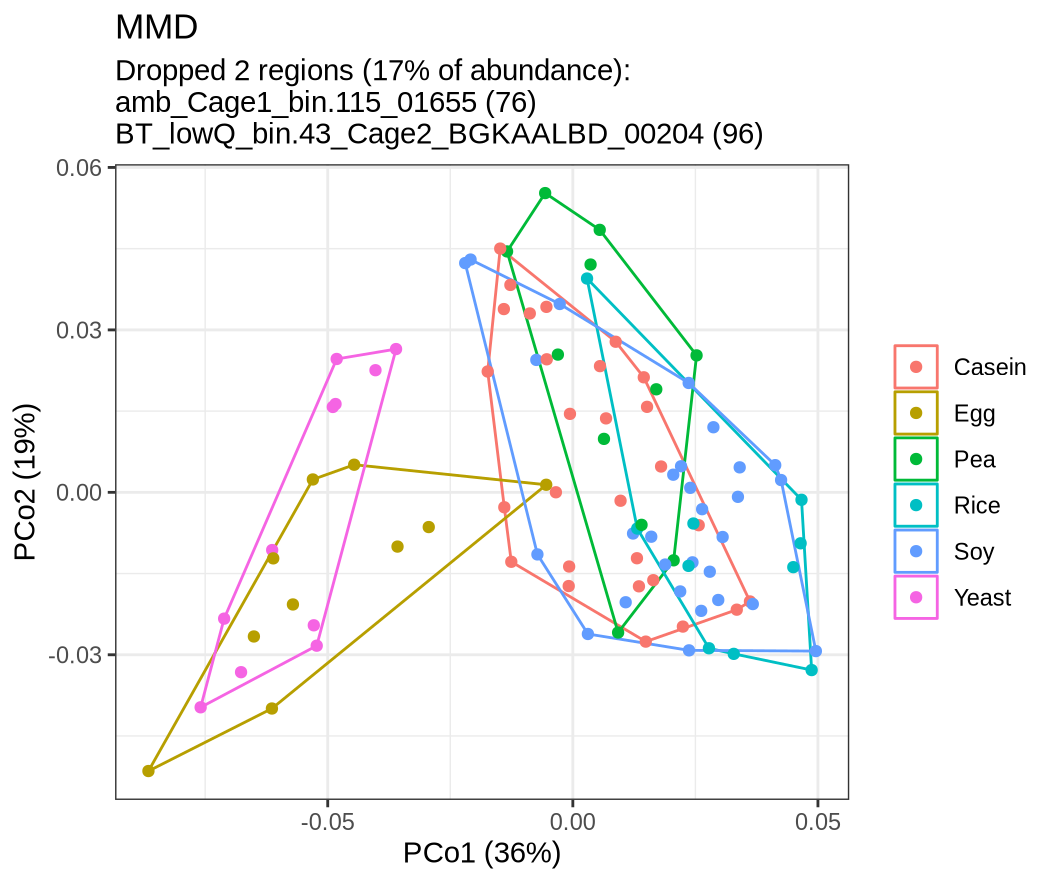 MMD
Dropped 2 regions (17% of abundance):
amb_Cage1_bin.115_01655 (76)
BT_lowQ_bin.43_Cage2_BGKAALBD_00204 (96)
0.06
0.03
0.00
-0.03
PCo2 (19%)
-0.05
0.00
0.05
PCo1 (36%)
Casein
Egg
Pea
Rice
Soy
Yeast